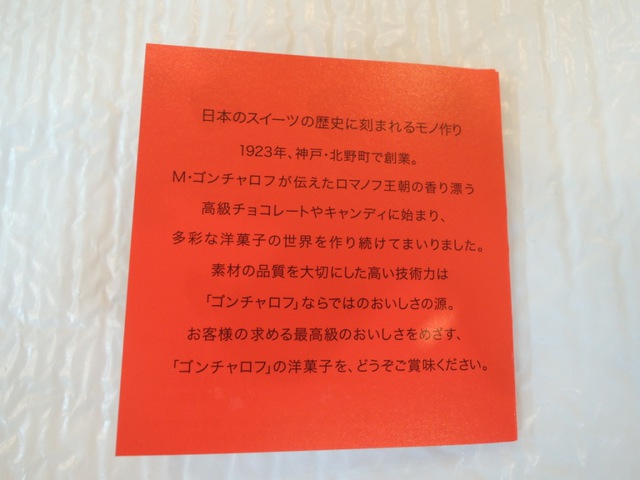 日本のスイーツの歴史に刻まれるモノ作り
1923年、神戸・北野町で創業。
M・ゴンチャロフが伝えたロマノフ王朝の香り漂う
高級チョコレートやキャンディに始まり、
多彩な洋菓子の世界を作り続けてまいりました。
素材の品質を大切にした高い技術力は
「ゴンチャロフ」ならではのおいしさの源。
お客様の求める最高級のおいしさをめざす、
「ゴンチャロフ」の洋菓子を、どうぞご賞味ください。